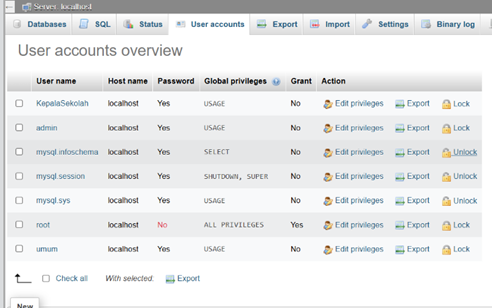 Server: localhost
Databases SQL Status User accounts Export Import Settings Binary log
User accounts overview
User name Host name Password Global privileges Grant Action
KepalaSekolah localhost Yes USAGE No Edit privileges Export Lock
admin localhost Yes USAGE No Edit privileges Export Lock
mysql.infoschema localhost Yes SELECT No Edit privileges Export Unlock
mysql.session localhost Yes SHUTDOWN, SUPER No Edit privileges Export Unlock
mysql.sys localhost Yes USAGE No Edit privileges Export Unlock
root localhost No ALL PRIVILEGES Yes Edit privileges Export Lock
umum localhost Yes USAGE No Edit privileges Export Lock
Check all With selected: Export
New